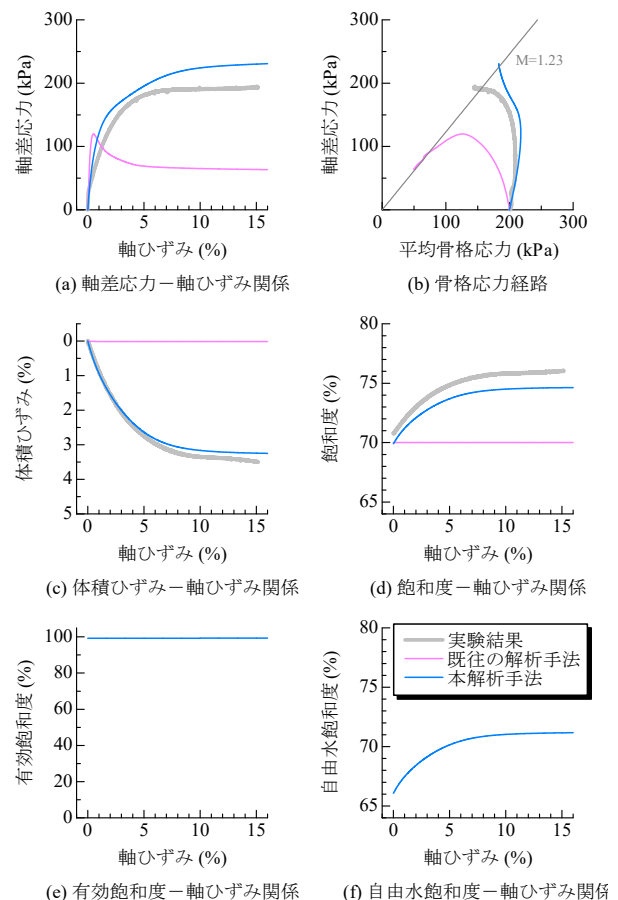 300
200
100
0
軸差応力 (kPa)
0 5 10 15
軸ひずみ (%)
(a) 軸差応力－軸ひずみ関係
300
200
100
0
軸差応力 (kPa)
M=1.23
0 100 200 300
平均骨格応力 (kPa)
(b) 骨格応力経路
0
1
2
3
4
5
体積ひずみ (%)
0 5 10 15
軸ひずみ (%)
(c) 体積ひずみ－軸ひずみ関係
80
75
70
65
飽和度 (%)
0 5 10 15
軸ひずみ (%)
(d) 飽和度－軸ひずみ関係
100
80
60
40
20
0
有効飽和度 (%)
0 5 10 15
軸ひずみ (%)
(e) 有効飽和度－軸ひずみ関係
80
75
70
65
自由水飽和度 (%)
実験結果
既往の解析手法
本解析手法
0 5 10 15
軸ひずみ (%)
(f) 自由水飽和度－軸ひずみ関係